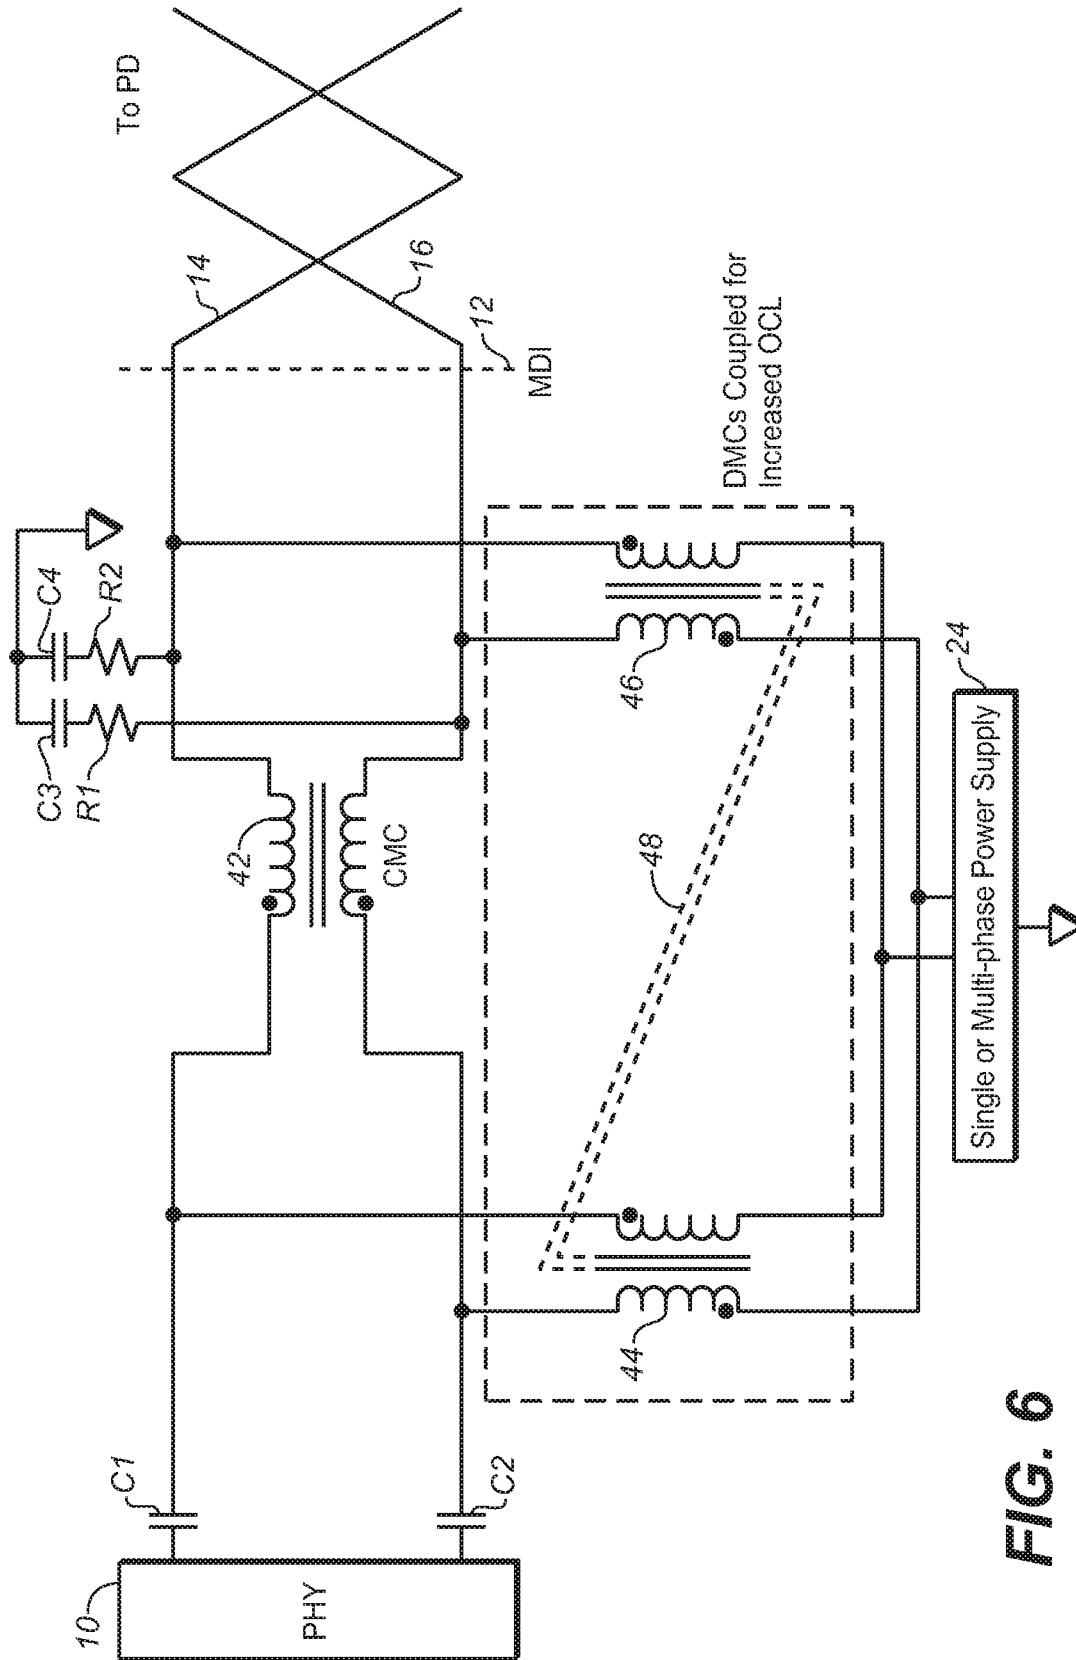 10
PHY
C1
C2
42
CMC
C3
R1
C4
R2
14
16
12
MDI
To PD
DMCs Coupled for
Increased OCL
44
46
48
24
Single or Multi-phase Power Supply
FIG. 6